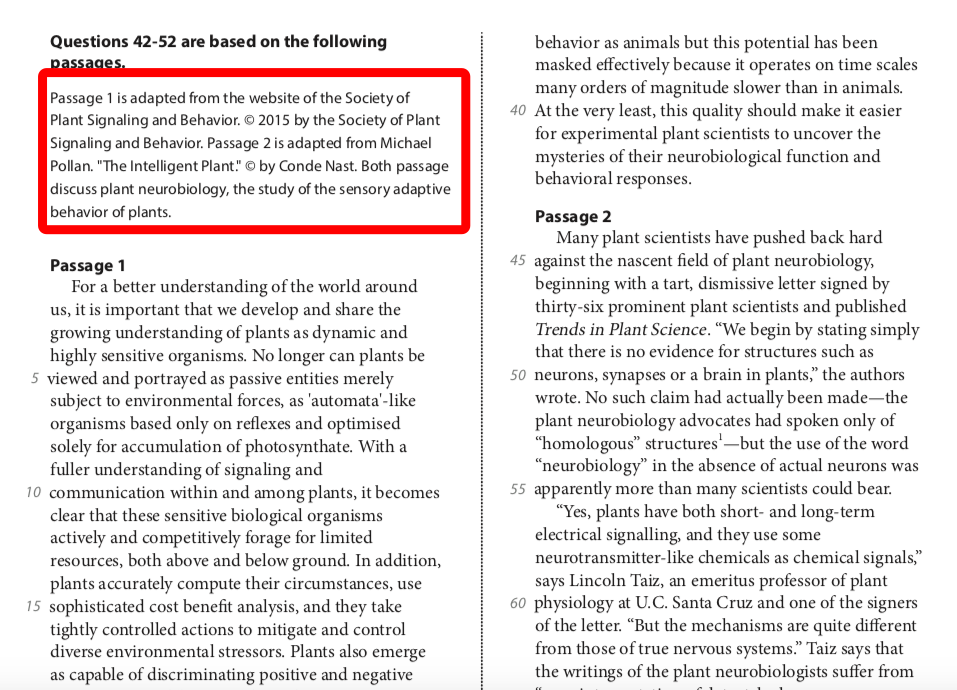 Questions 42-52 are based on the following
passages.
Passage 1 is adapted from the website of the Society of
Plant Signaling and Behavior. © 2015 by the Society of Plant
Signaling and Behavior. Passage 2 is adapted from Michael
Pollan. "The Intelligent Plant." © by Conde Nast. Both passage
discuss plant neurobiology, the study of the sensory adaptive
behavior of plants.
Passage 1
For a better understanding of the world around
us, it is important that we develop and share the
growing understanding of plants as dynamic and
highly sensitive organisms. No longer can plants be
5 viewed and portrayed as passive entities merely
subject to environmental forces, as 'automata'-like
organisms based only on reflexes and optimised
solely for accumulation of photosynthate. With a
fuller understanding of signaling and
10 communication within and among plants, it becomes
clear that these sensitive biological organisms
actively and competitively forage for limited
resources, both above and below ground. In addition,
plants accurately compute their circumstances, use
15 sophisticated cost benefit analysis, and they take
tightly controlled actions to mitigate and control
diverse environmental stressors. Plants also emerge
as capable of discriminating positive and negative
behavior as animals but this potential has been
masked effectively because it operates on time scales
many orders of magnitude slower than in animals.
40 At the very least, this quality should make it easier
for experimental plant scientists to uncover the
mysteries of their neurobiological function and
behavioral responses.
Passage 2
Many plant scientists have pushed back hard
45 against the nascent field of plant neurobiology,
beginning with a tart, dismissive letter signed by
thirty-six prominent plant scientists and published
Trends in Plant Science. “We begin by stating simply
that there is no evidence for structures such as
50 neurons, synapses or a brain in plants,” the authors
wrote. No such claim had actually been made—the
plant neurobiology advocates had spoken only of
“homologous” structures¹—but the use of the word
“neurobiology” in the absence of actual neurons was
55 apparently more than many scientists could bear.
“Yes, plants have both short- and long-term
electrical signalling, and they use some
neurotransmitter-like chemicals as chemical signals,”
says Lincoln Taiz, an emeritus professor of plant
60 physiology at U.C. Santa Cruz and one of the signers
of the letter. “But the mechanisms are quite different
from those of true nervous systems.” Taiz says that
the writings of the plant neurobiologists suffer from